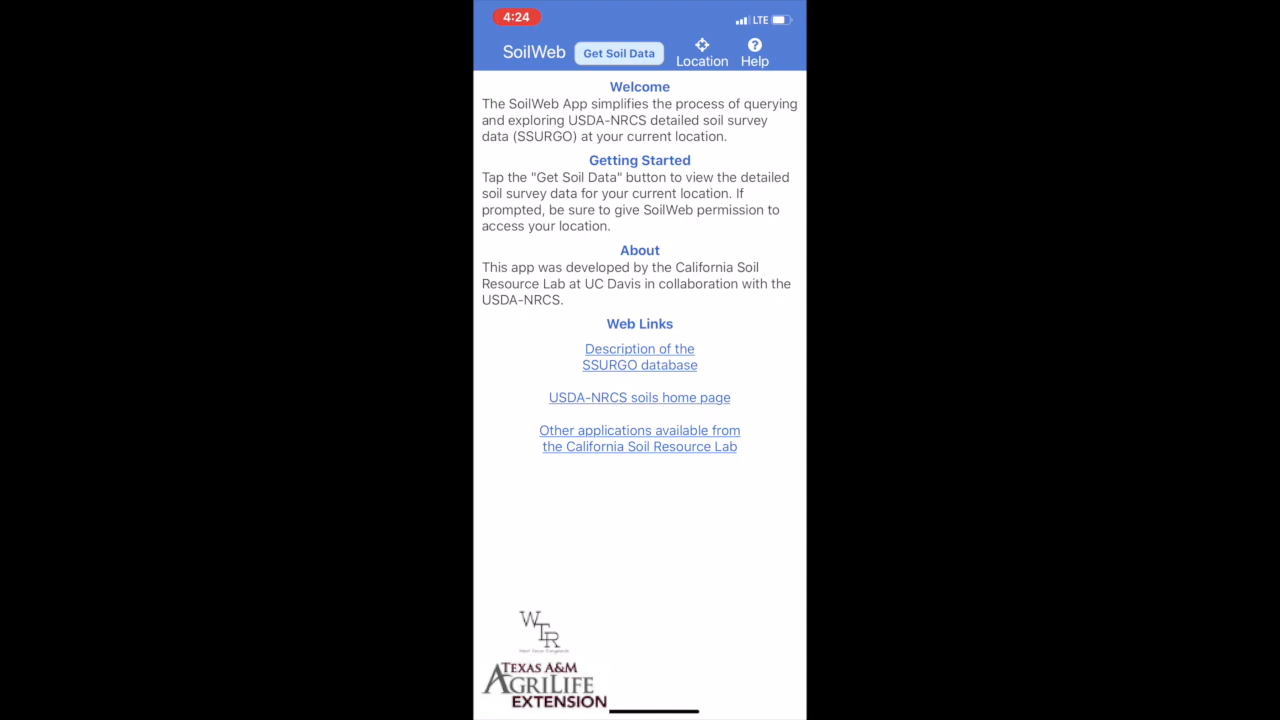 4:24
LTE
SoilWeb
Get Soil Data
Location
Help
Welcome
The SoilWeb App simplifies the process of querying
and exploring USDA-NRCS detailed soil survey
data (SSURGO) at your current location.
Getting Started
Tap the "Get Soil Data" button to view the detailed
soil survey data for your current location. If
prompted, be sure to give SoilWeb permission to
access your location.
About
This app was developed by the California Soil
Resource Lab at UC Davis in collaboration with the
USDA-NRCS.
Web Links
Description of the
SSURGO database
USDA-NRCS soils home page
Other applications available from
the California Soil Resource Lab
WTR
West Texas Rangelands
TEXAS A&M
AGRILIFE
EXTENSION